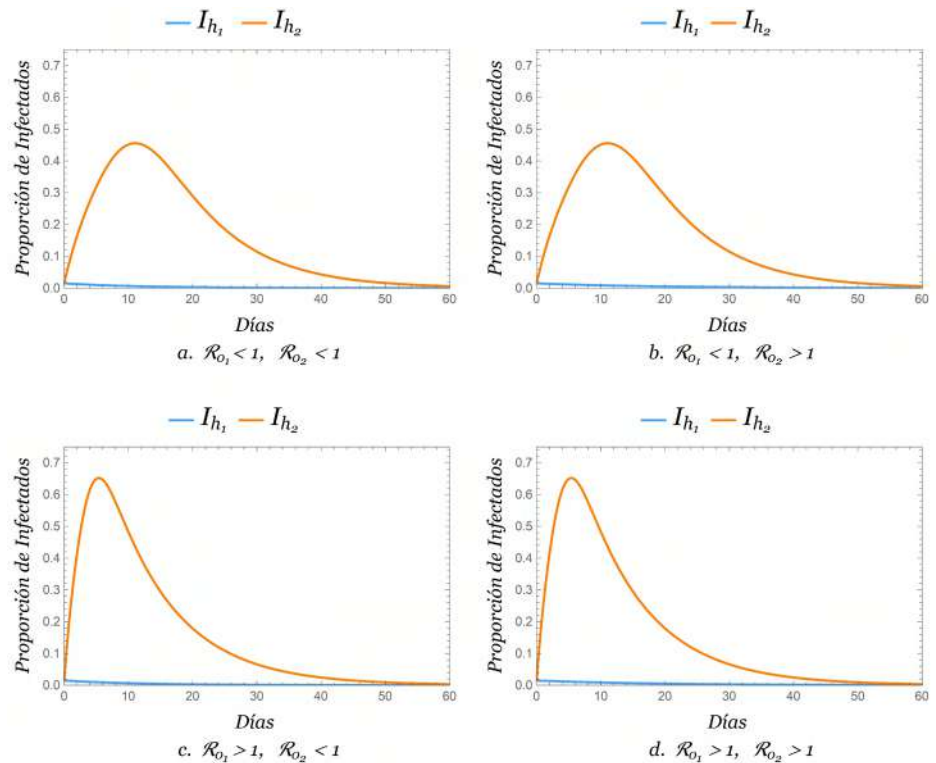 I_{h_1} I_{h_2}
I_{h_1} I_{h_2}
Proporción de Infectados
0.7
0.6
0.5
0.4
0.3
0.2
0.1
0.0
0 10 20 30 40 50 60
Días
a. ℛ_{0_1} < 1, ℛ_{0_2} < 1
Proporción de Infectados
0.7
0.6
0.5
0.4
0.3
0.2
0.1
0.0
0 10 20 30 40 50 60
Días
b. ℛ_{0_1} < 1, ℛ_{0_2} > 1
I_{h_1} I_{h_2}
I_{h_1} I_{h_2}
Proporción de Infectados
0.7
0.6
0.5
0.4
0.3
0.2
0.1
0.0
0 10 20 30 40 50 60
Días
c. ℛ_{0_1} > 1, ℛ_{0_2} < 1
Proporción de Infectados
0.7
0.6
0.5
0.4
0.3
0.2
0.1
0.0
0 10 20 30 40 50 60
Días
d. ℛ_{0_1} > 1, ℛ_{0_2} > 1